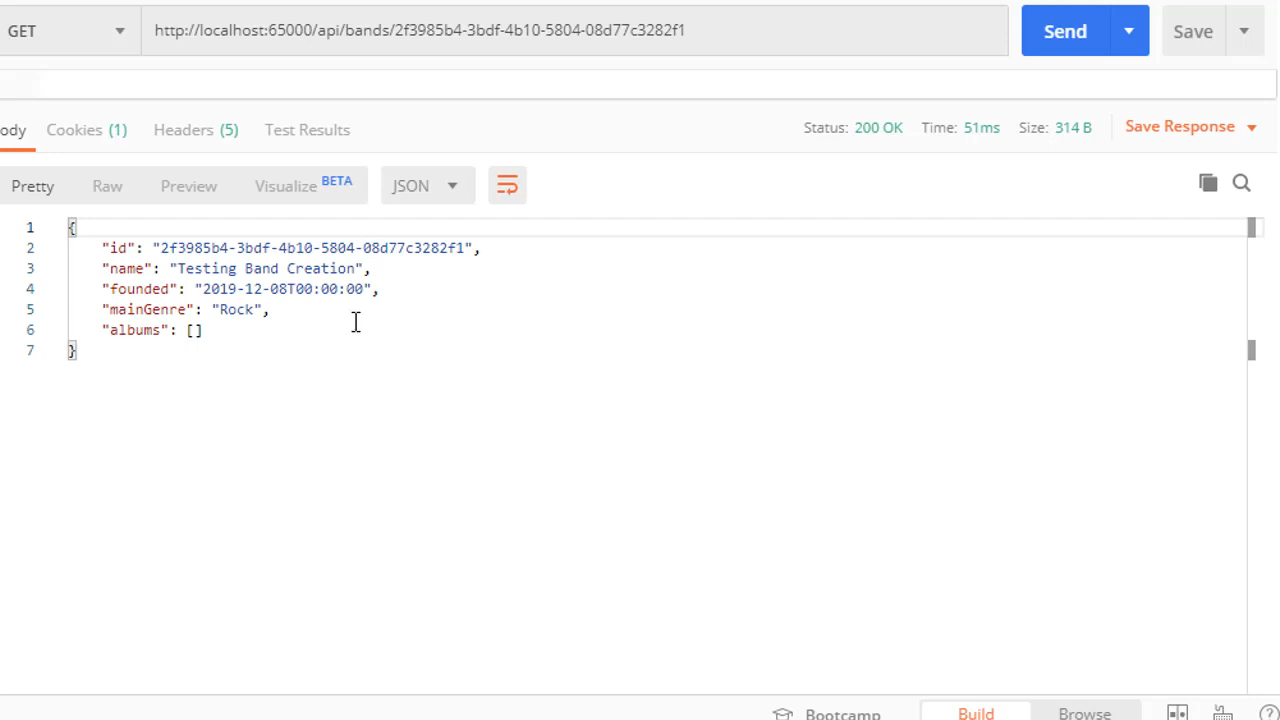 GET http://localhost:65000/api/bands/2f3985b4-3bdf-4b10-5804-08d77c3282f1 Send Save
ody Cookies (1) Headers (5) Test Results Status: 200 OK Time: 51ms Size: 314 B Save Response
Pretty Raw Preview Visualize BETA JSON
1 {
2 "id": "2f3985b4-3bdf-4b10-5804-08d77c3282f1",
3 "name": "Testing Band Creation",
4 "founded": "2019-12-08T00:00:00",
5 "mainGenre": "Rock",
6 "albums": []
7 }
Bootcamp Build Browse